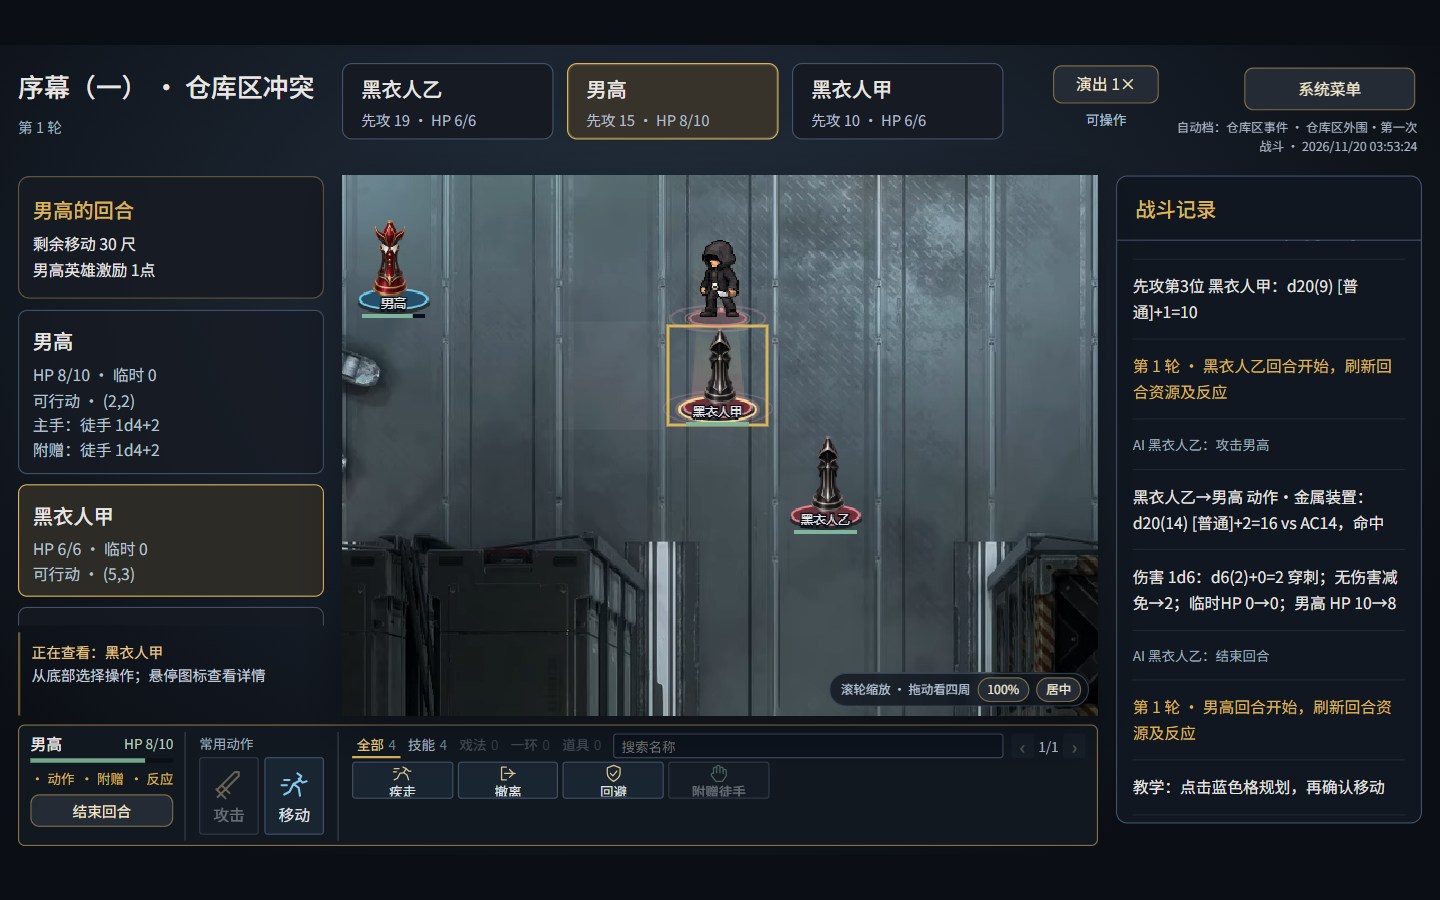 序幕（一） · 仓库区冲突
第 1 轮
黑衣人乙
先攻 19 · HP 6/6
男高
先攻 15 · HP 8/10
黑衣人甲
先攻 10 · HP 6/6
演出 1×
可操作
系统菜单
自动档：仓库区事件 · 仓库区外围 · 第一次
战斗 · 2026/11/20 03:53:24
男高的回合
剩余移动 30 尺
男高英雄激励 1点
男高
HP 8/10 · 临时 0
可行动 · (2,2)
主手：徒手 1d4+2
附赠：徒手 1d4+2
黑衣人甲
HP 6/6 · 临时 0
可行动 · (5,3)
正在查看：黑衣人甲
从底部选择操作；悬停图标查看详情
男高
黑衣人甲
黑衣人乙
滚轮缩放 · 拖动看四周
100%
居中
战斗记录
先攻第3位 黑衣人甲：d20(9) [普
通]+1=10
第 1 轮 · 黑衣人乙回合开始，刷新回
合资源及反应
AI 黑衣人乙：攻击男高
黑衣人乙→男高 动作·金属装置：
d20(14) [普通]+2=16 vs AC14，命中
伤害 1d6：d6(2)+0=2 穿刺；无伤害减
免→2；临时HP 0→0；男高 HP 10→8
AI 黑衣人乙：结束回合
第 1 轮 · 男高回合开始，刷新回合资
源及反应
教学：点击蓝色格规划，再确认移动
男高
HP 8/10
· 动作 · 附赠 · 反应
结束回合
常用动作
攻击
移动
全部 4
技能 4
戏法 0
一环 0
道具 0
搜索名称
‹ 1/1 ›
疾走
撤离
回避
附赠徒手